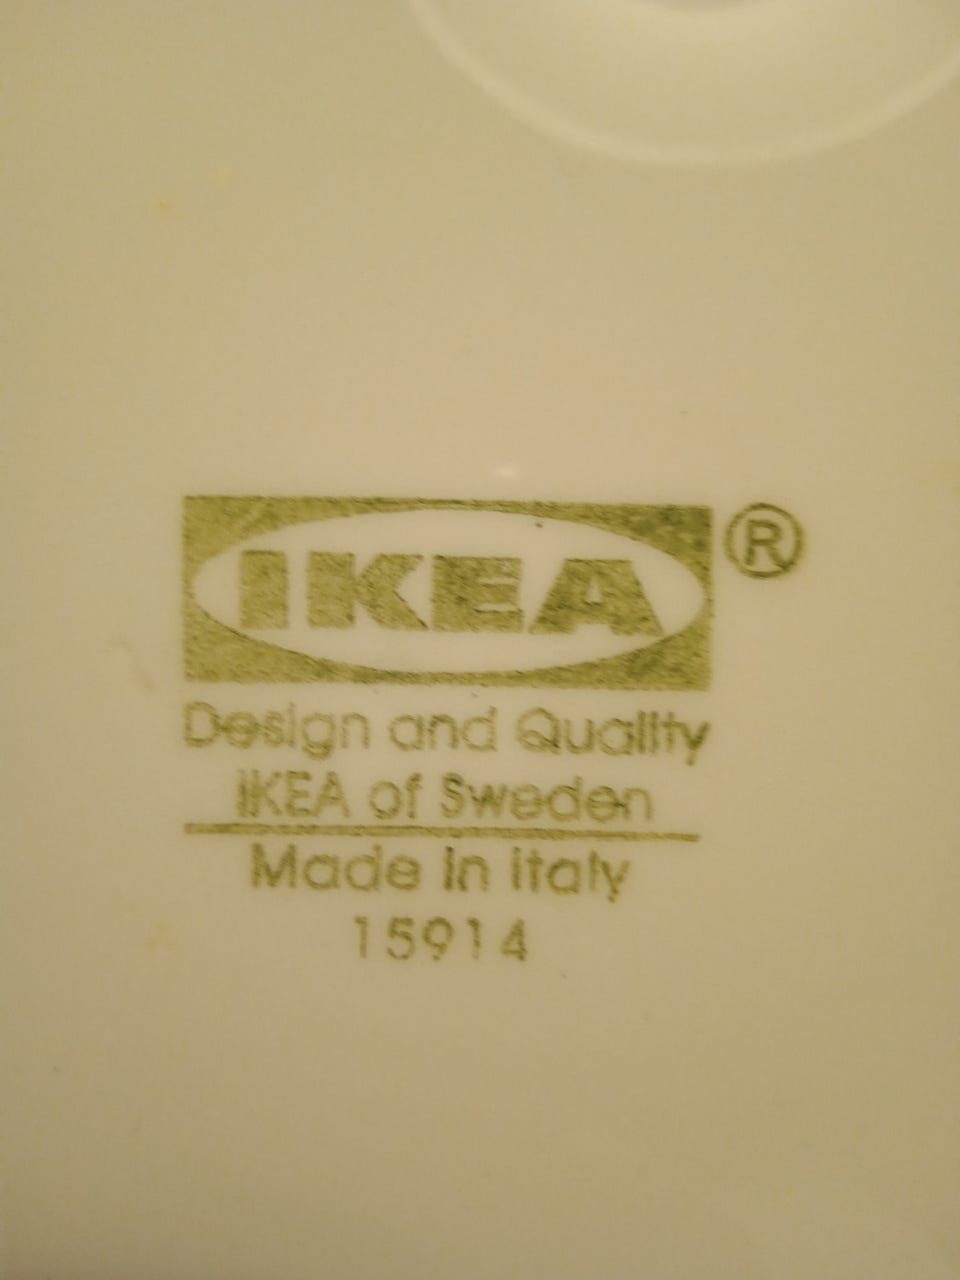 IKEA®
Design and Quality
IKEA of Sweden
Made in Italy
15914